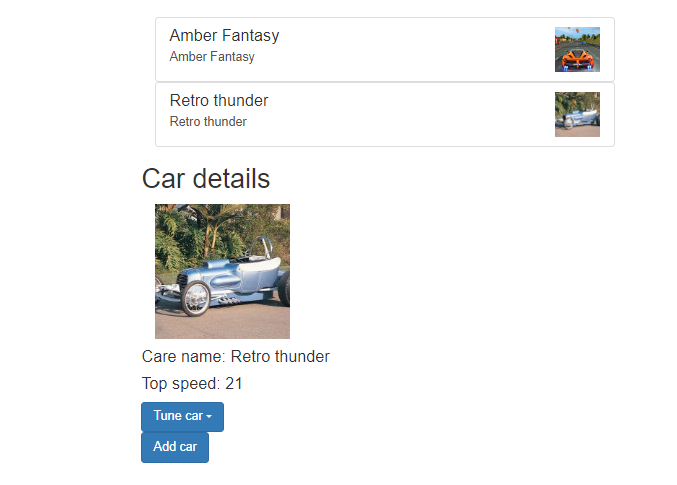 Amber Fantasy
Amber Fantasy
Retro thunder
Retro thunder
Car details
Care name: Retro thunder
Top speed: 21
Tune car
Add car